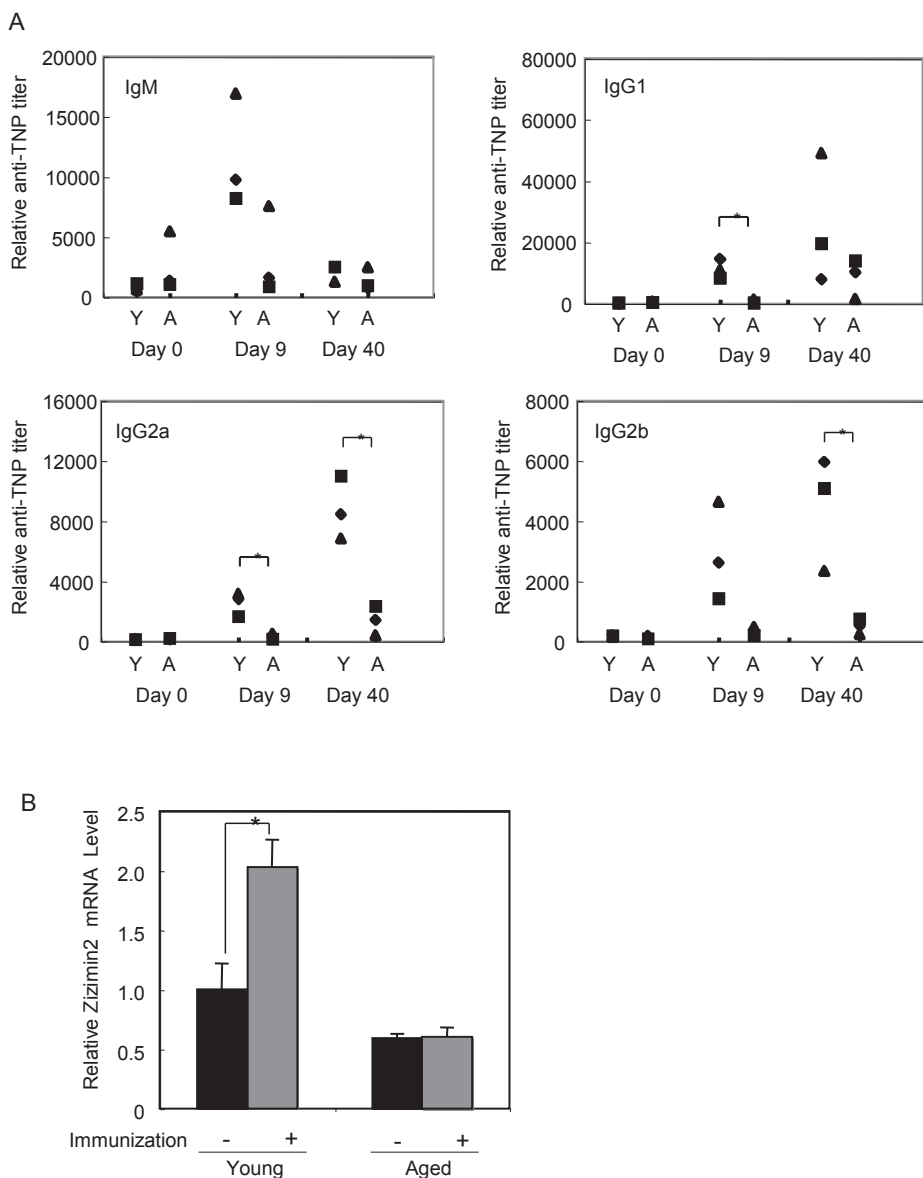 A
Relative anti-TNP titer
20000
15000
10000
5000
0
IgM
Y A Y A Y A
Day 0 Day 9 Day 40
Relative anti-TNP titer
80000
60000
40000
20000
0
IgG1
*
Y A Y A Y A
Day 0 Day 9 Day 40
Relative anti-TNP titer
16000
12000
8000
4000
0
IgG2a
*
*
Y A Y A Y A
Day 0 Day 9 Day 40
Relative anti-TNP titer
8000
6000
4000
2000
0
IgG2b
*
Y A Y A Y A
Day 0 Day 9 Day 40
B
Relative Zizimin2 mRNA Level
2.5
2.0
1.5
1.0
0.5
0
*
Immunization - + - +
Young Aged